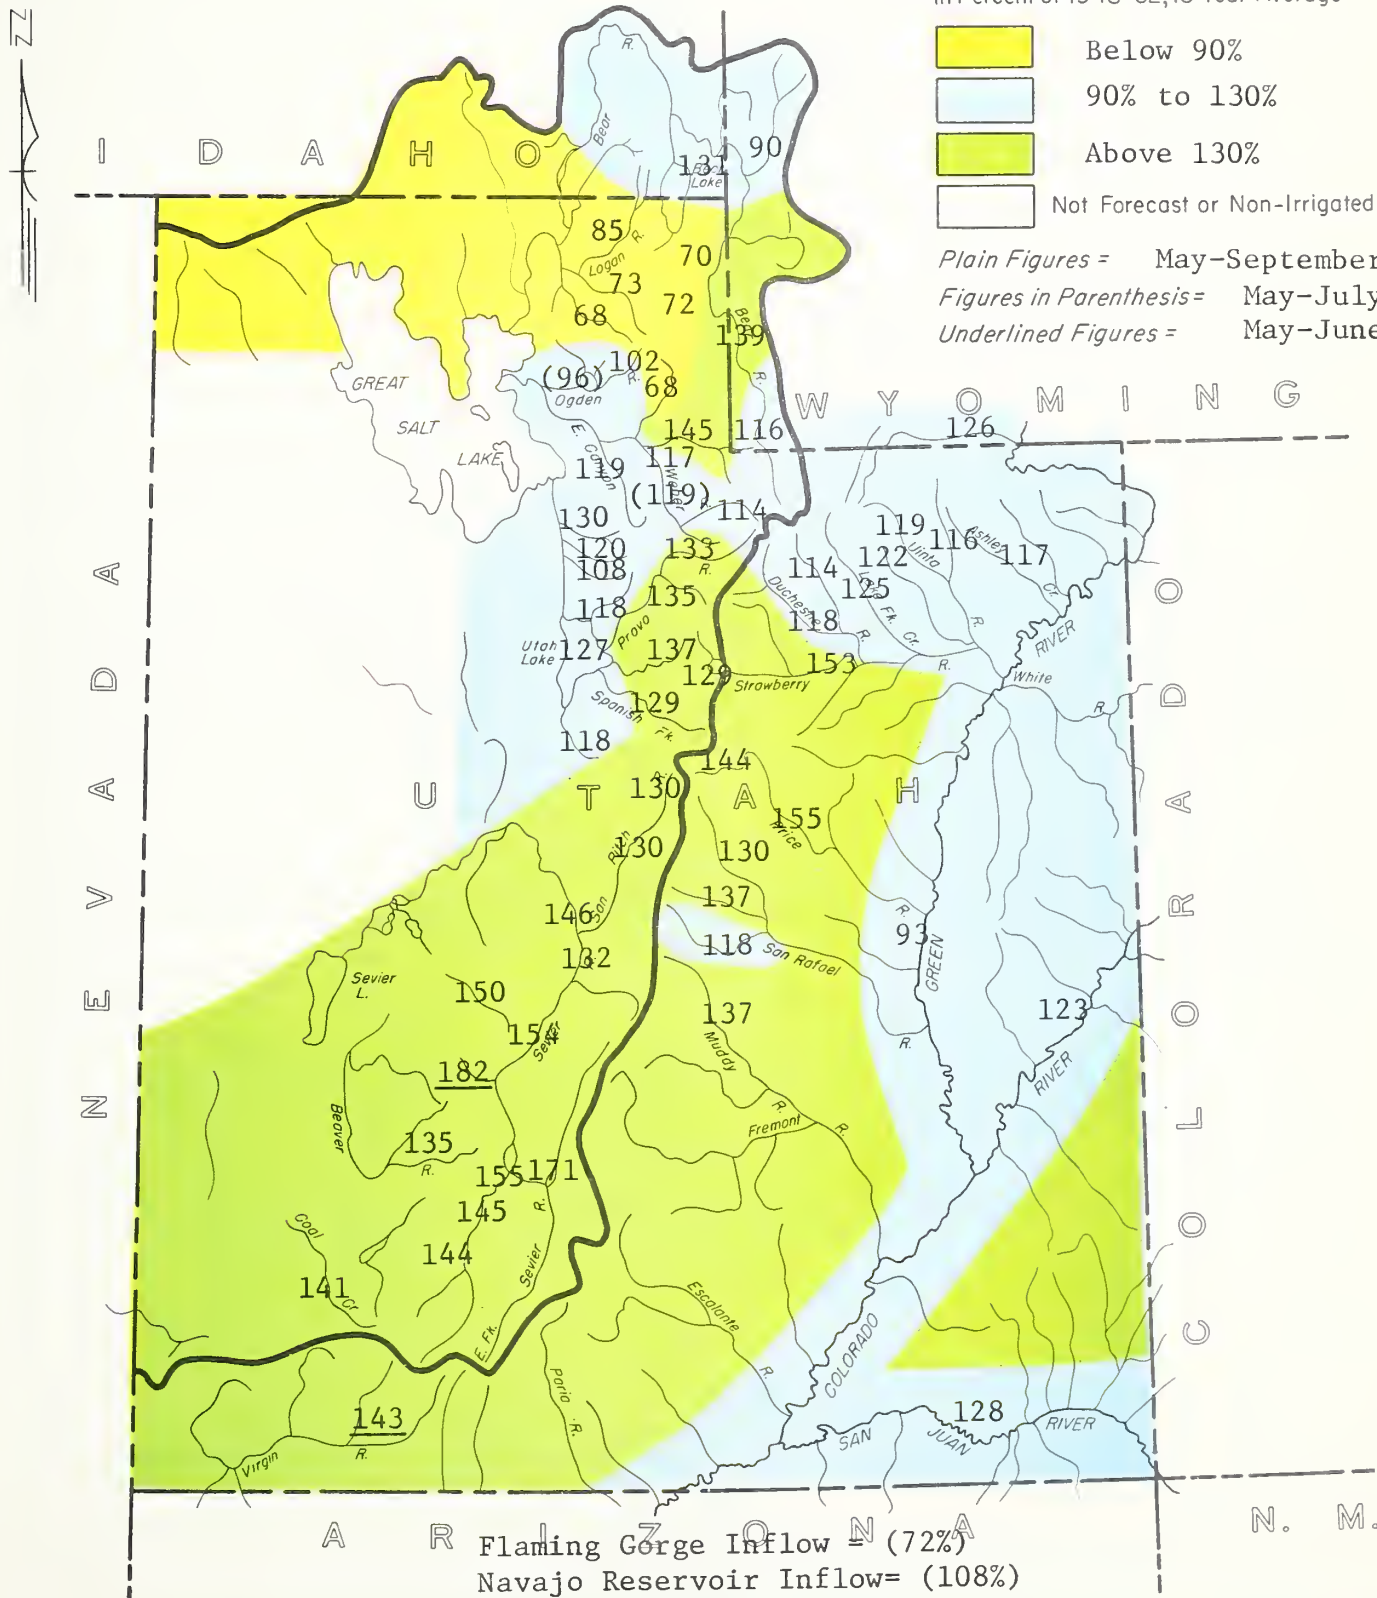 Below 90%
90% to 130%
Above 130%
Not Forecast or Non-Irrigated
Plain Figures = May-September
Figures in Parenthesis= May-July
Underlined Figures = May-June
I D A H O
R.
Bear
131
Bear Lake
90
85
R.
Logan
70
73
72
68
Bear
139
102
(96)
R.
68
Ogden
R.
GREAT
SALT
LAKE
W Y O M I N G
145
116
126
E. Canyon
117
119
Weber
(119)
R.
114
130
119
Uinta
116
Ashley
117
120
133
122
108
R.
114
Lake Fk. Cr.
125
Cr.
135
Duchesne
118
Provo
118
R.
R.
RIVER
Utah Lake
127
137
153
R.
129
Strawberry
White
R.
129
Spanish Fk.
118
144
N E V A D A
U T A H
C O L O R A D O
R.
130
155
Price
130
San Pitch
130
137
R.
146
93
118
San Rafael
132
R.
GREEN
Sevier L.
150
137
123
154
Sevier
Muddy
R.
182
RIVER
Beaver
135
R.
R.
Fremont
R.
155
171
R.
145
Coal
144
Sevier
141
Cr
Escalante
R.
COLORADO
E. Fk.
Paria R.
143
R.
Virgin
128
SAN
JUAN
RIVER
A R I Z O N A
N. M.
Flaming Gorge Inflow = (72%)
Navajo Reservoir Inflow= (108%)